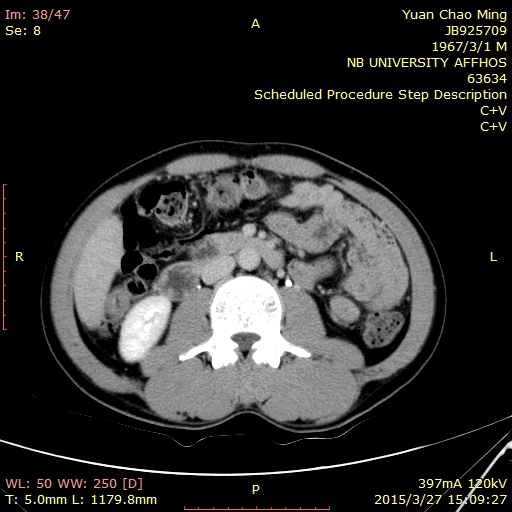 Im: 38/47
Se: 8
A
Yuan Chao Ming
JB925709
1967/3/1 M
NB UNIVERSITY AFFHOS
63634
Scheduled Procedure Step Description
C+V
C+V
R
L
WL: 50 WW: 250 [D]
T: 5.0mm L: 1179.8mm
P
397mA 120kV
2015/3/27 15:09:27